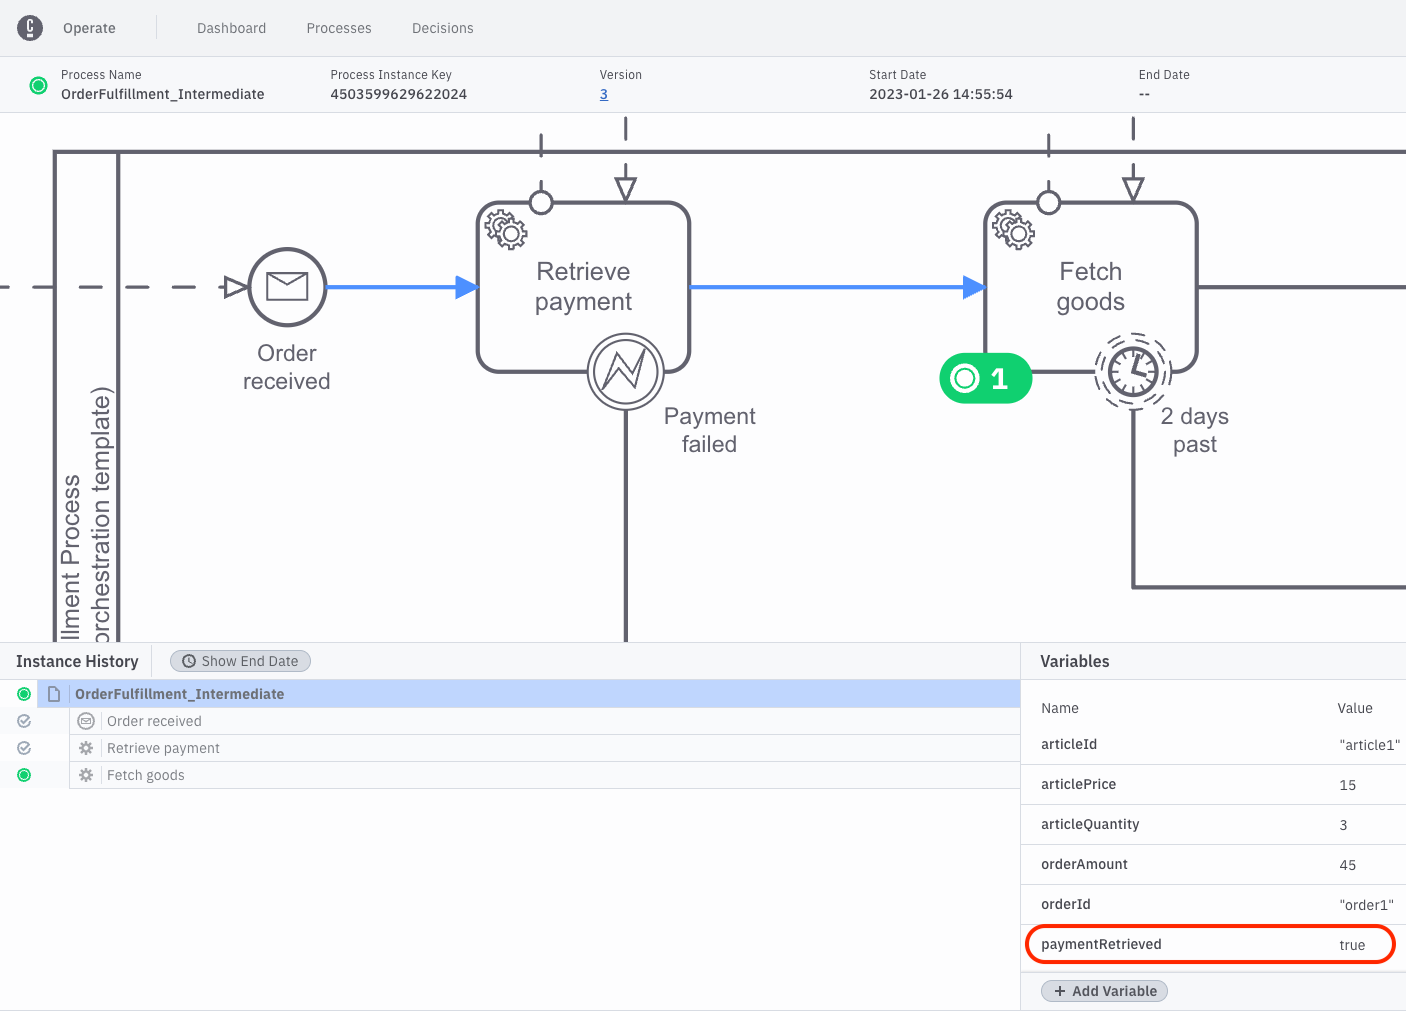 Operate
Dashboard
Processes
Decisions
Process Name
OrderFulfillment_Intermediate
Process Instance Key
4503599629622024
Version
3
Start Date
2023-01-26 14:55:54
End Date
--
Retrieve
payment
Fetch
goods
Order
received
Payment
failed
1
2 days
past
llment Process
orchestration template)
Instance History
Show End Date
OrderFulfillment_Intermediate
Order received
Retrieve payment
Fetch goods
Variables
Name Value
articleId "article1"
articlePrice 15
articleQuantity 3
orderAmount 45
orderId "order1"
paymentRetrieved true
+ Add Variable